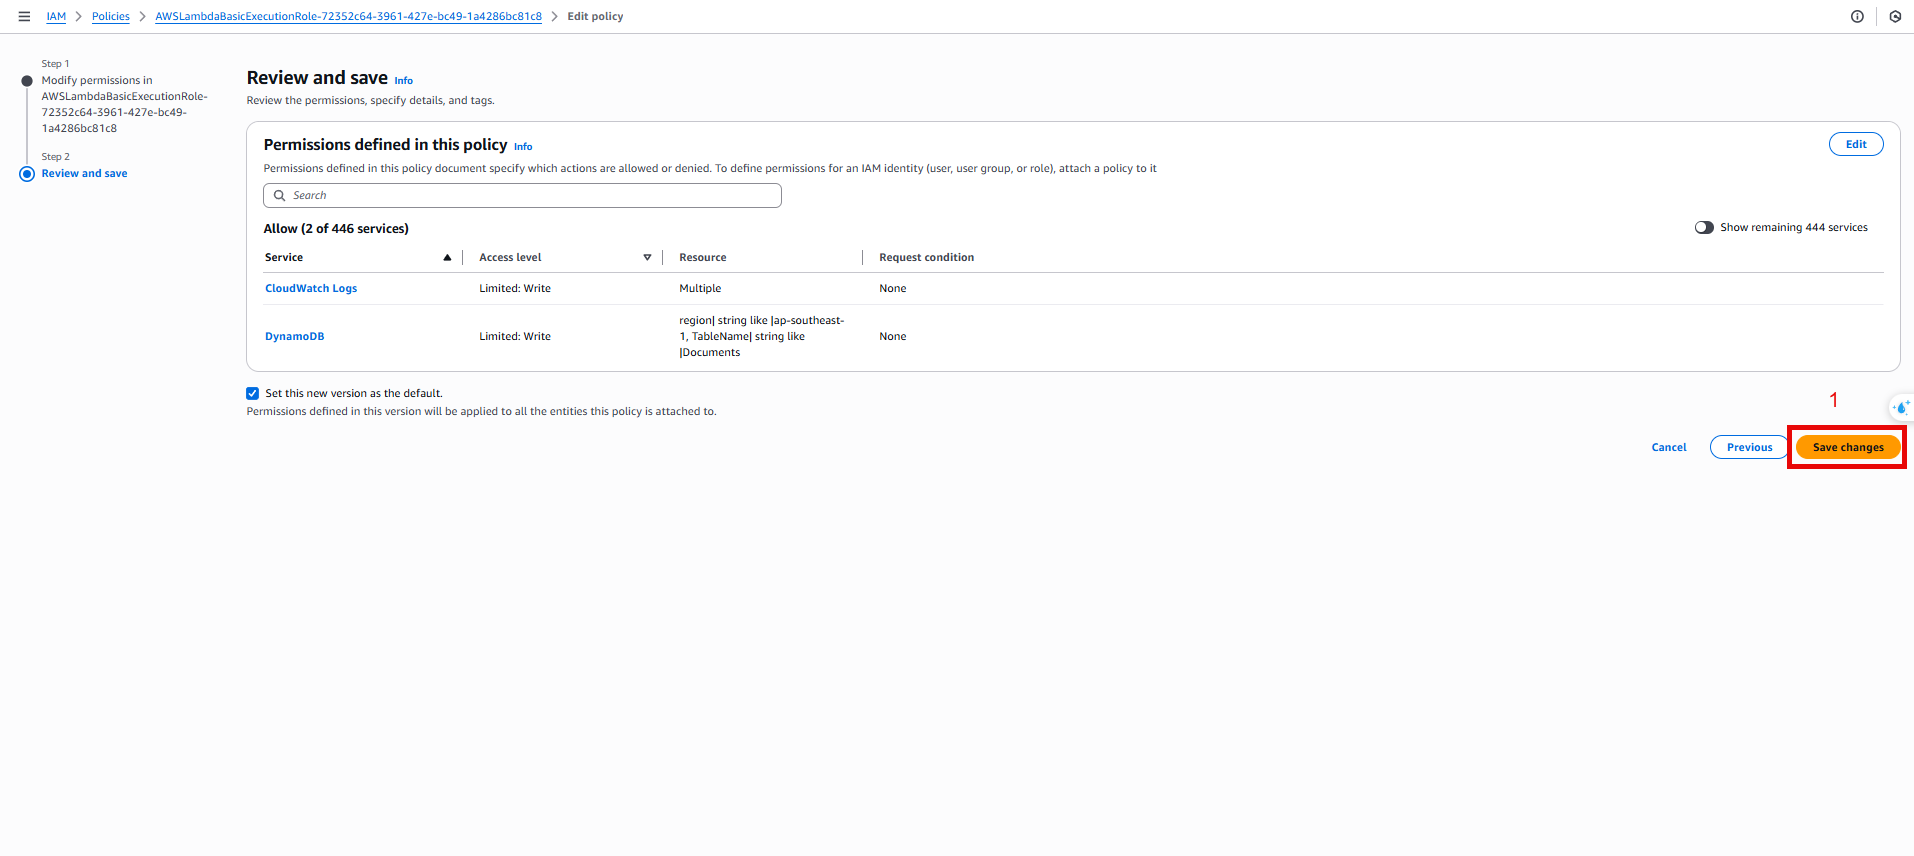 IAM > Policies > AWSLambdaBasicExecutionRole-72352c64-3961-427e-bc49-1a4286bc81c8 > Edit policy
Step 1
Modify permissions in
AWSLambdaBasicExecutionRole-
72352c64-3961-427e-bc49-
1a4286bc81c8
Step 2
Review and save
Review and save Info
Review the permissions, specify details, and tags.
Permissions defined in this policy Info
Edit
Permissions defined in this policy document specify which actions are allowed or denied. To define permissions for an IAM identity (user, user group, or role), attach a policy to it
Search
Allow (2 of 446 services)
Show remaining 444 services
Service Access level Resource Request condition
CloudWatch Logs Limited: Write Multiple None
DynamoDB Limited: Write region| string like |ap-southeast-
1, TableName| string like
|Documents None
Set this new version as the default.
Permissions defined in this version will be applied to all the entities this policy is attached to.
1
Cancel Previous Save changes